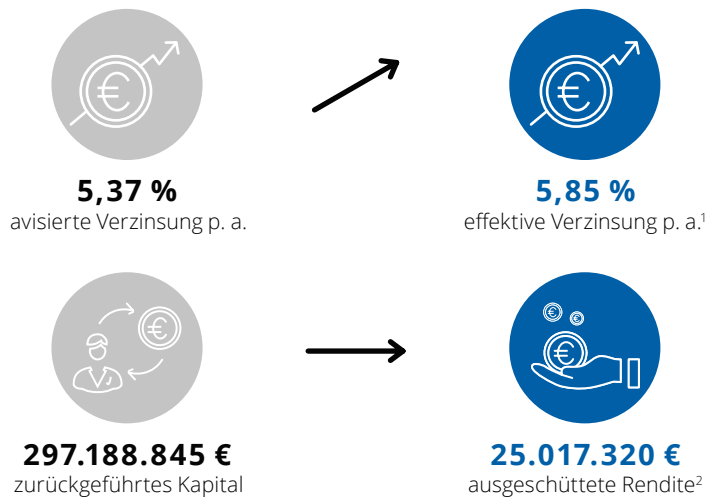 5,37 %
avisierte Verzinsung p. a.
5,85 %
effektive Verzinsung p. a.¹
297.188.845 €
zurückgeführtes Kapital
25.017.320 €
ausgeschüttete Rendite²